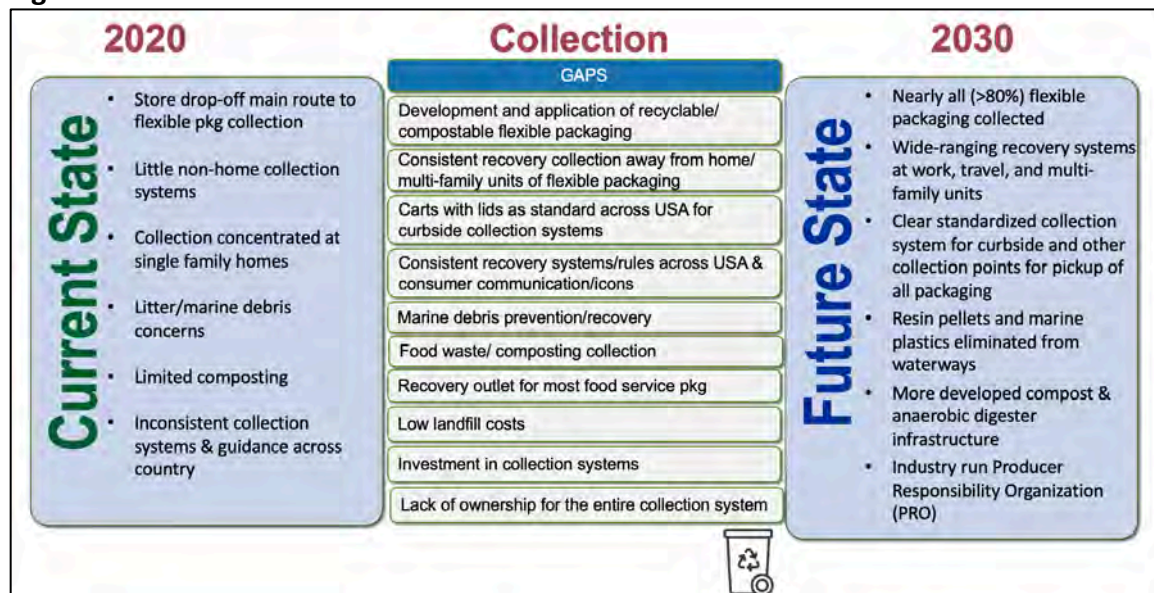 2020
Current State
• Store drop-off main route to
flexible pkg collection
• Little non-home collection
systems
• Collection concentrated at
single family homes
• Litter/marine debris
concerns
• Limited composting
• Inconsistent collection
systems & guidance across
country
Collection
GAPS
Development and application of recyclable/
compostable flexible packaging
Consistent recovery collection away from home/
multi-family units of flexible packaging
Carts with lids as standard across USA for
curbside collection systems
Consistent recovery systems/rules across USA &
consumer communication/icons
Marine debris prevention/recovery
Food waste/ composting collection
Recovery outlet for most food service pkg
Low landfill costs
Investment in collection systems
Lack of ownership for the entire collection system
2030
Future State
• Nearly all (>80%) flexible
packaging collected
• Wide-ranging recovery systems
at work, travel, and multi-
family units
• Clear standardized collection
system for curbside and other
collection points for pickup of
all packaging
• Resin pellets and marine
plastics eliminated from
waterways
• More developed compost &
anaerobic digester
infrastructure
• Industry run Producer
Responsibility Organization
(PRO)